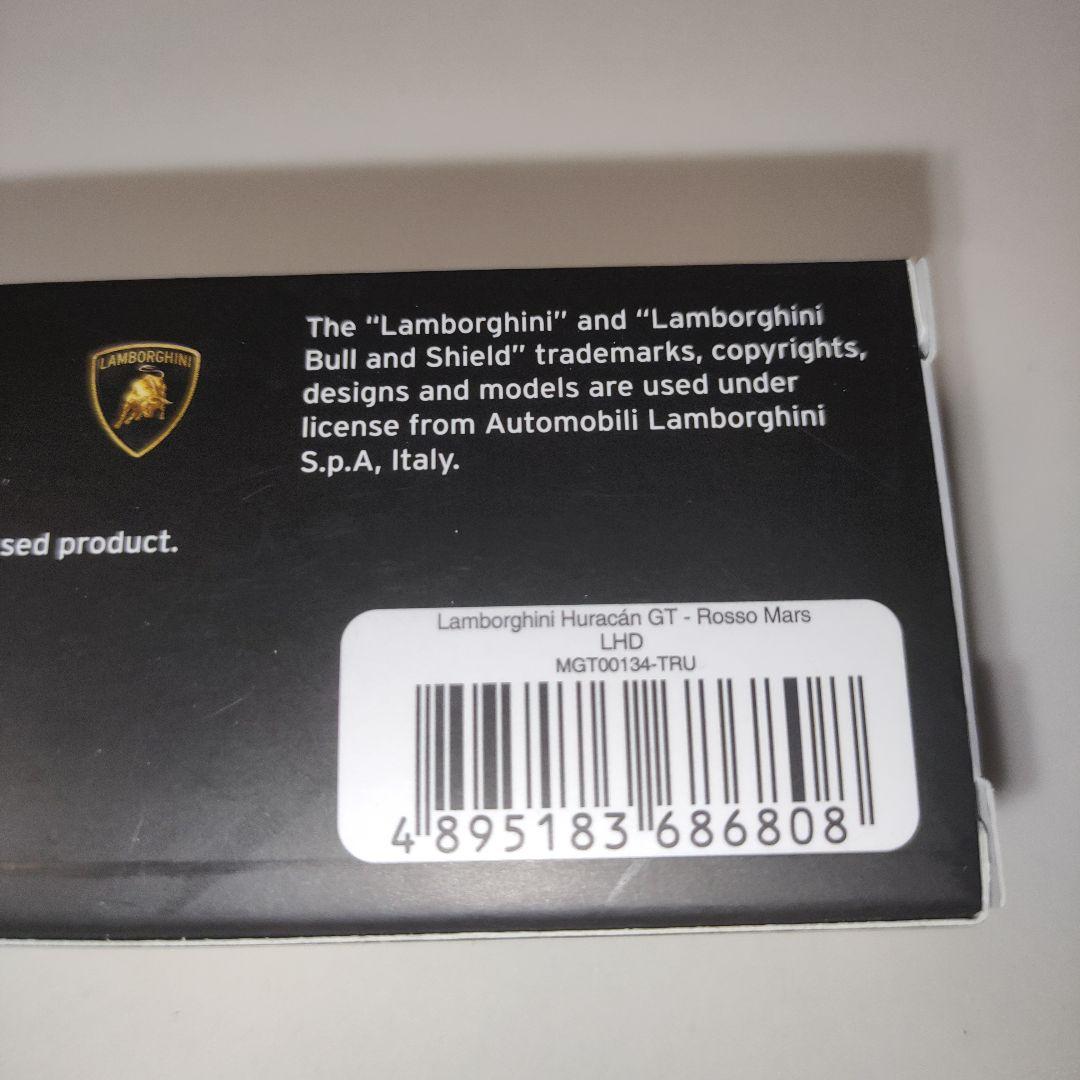 LAMBORGHINI
The “Lamborghini” and “Lamborghini
Bull and Shield” trademarks, copyrights,
designs and models are used under
license from Automobili Lamborghini
S.p.A, Italy.
sed product.
Lamborghini Huracán GT - Rosso Mars
LHD
MGT00134-TRU
4 895183 686808